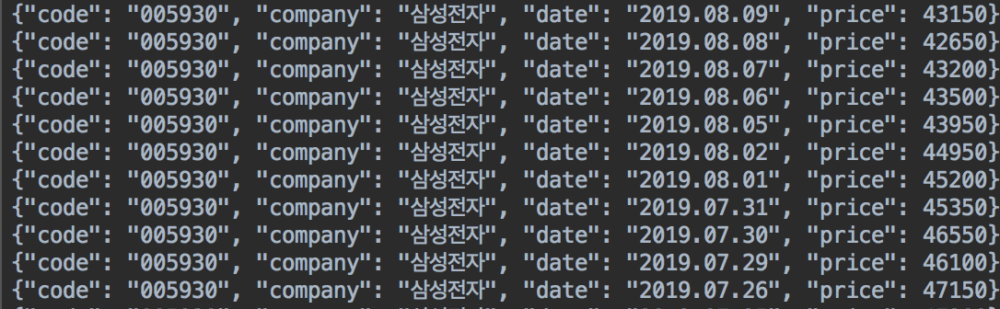 {"code": "005930", "company": "삼성전자", "date": "2019.08.09", "price": 43150}
{"code": "005930", "company": "삼성전자", "date": "2019.08.08", "price": 42650}
{"code": "005930", "company": "삼성전자", "date": "2019.08.07", "price": 43200}
{"code": "005930", "company": "삼성전자", "date": "2019.08.06", "price": 43500}
{"code": "005930", "company": "삼성전자", "date": "2019.08.05", "price": 43950}
{"code": "005930", "company": "삼성전자", "date": "2019.08.02", "price": 44950}
{"code": "005930", "company": "삼성전자", "date": "2019.08.01", "price": 45200}
{"code": "005930", "company": "삼성전자", "date": "2019.07.31", "price": 45350}
{"code": "005930", "company": "삼성전자", "date": "2019.07.30", "price": 46550}
{"code": "005930", "company": "삼성전자", "date": "2019.07.29", "price": 46100}
{"code": "005930", "company": "삼성전자", "date": "2019.07.26", "price": 47150}